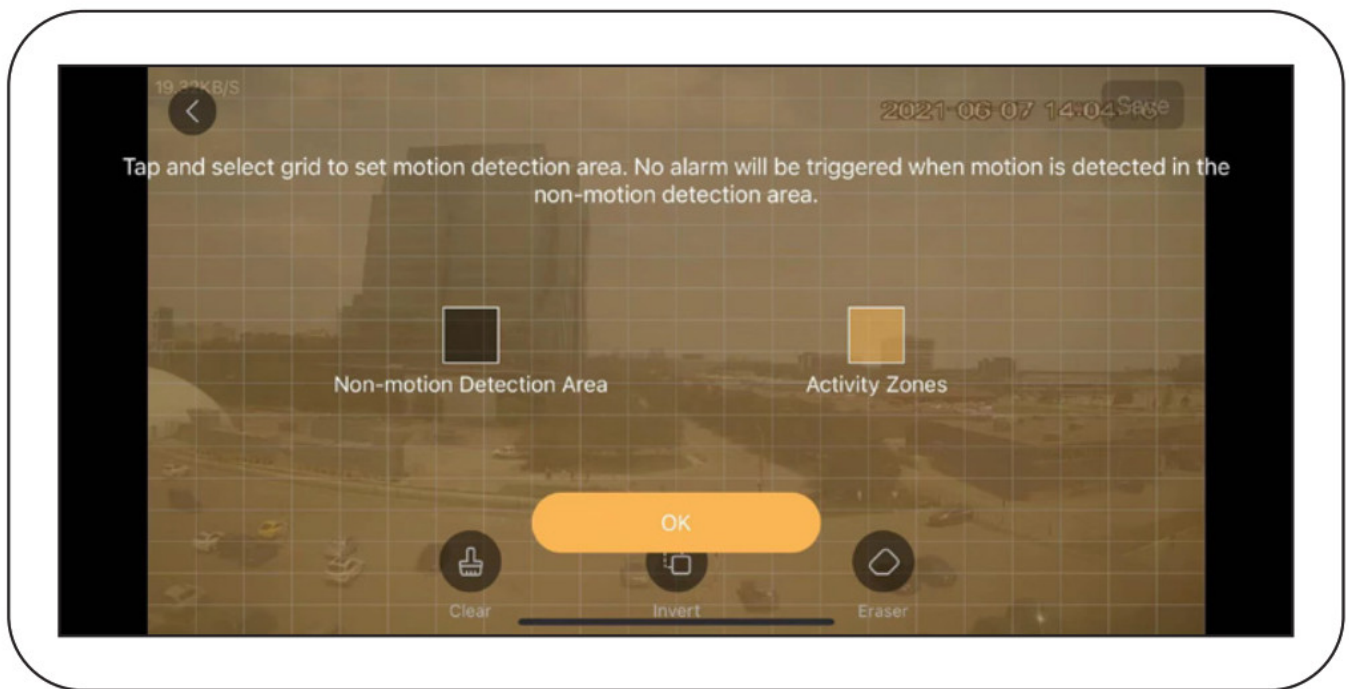 19.32KB/S
2021-06-07 14:04 Save
Tap and select grid to set motion detection area. No alarm will be triggered when motion is detected in the
non-motion detection area.
Non-motion Detection Area
Activity Zones
OK
Clear
Invert
Eraser